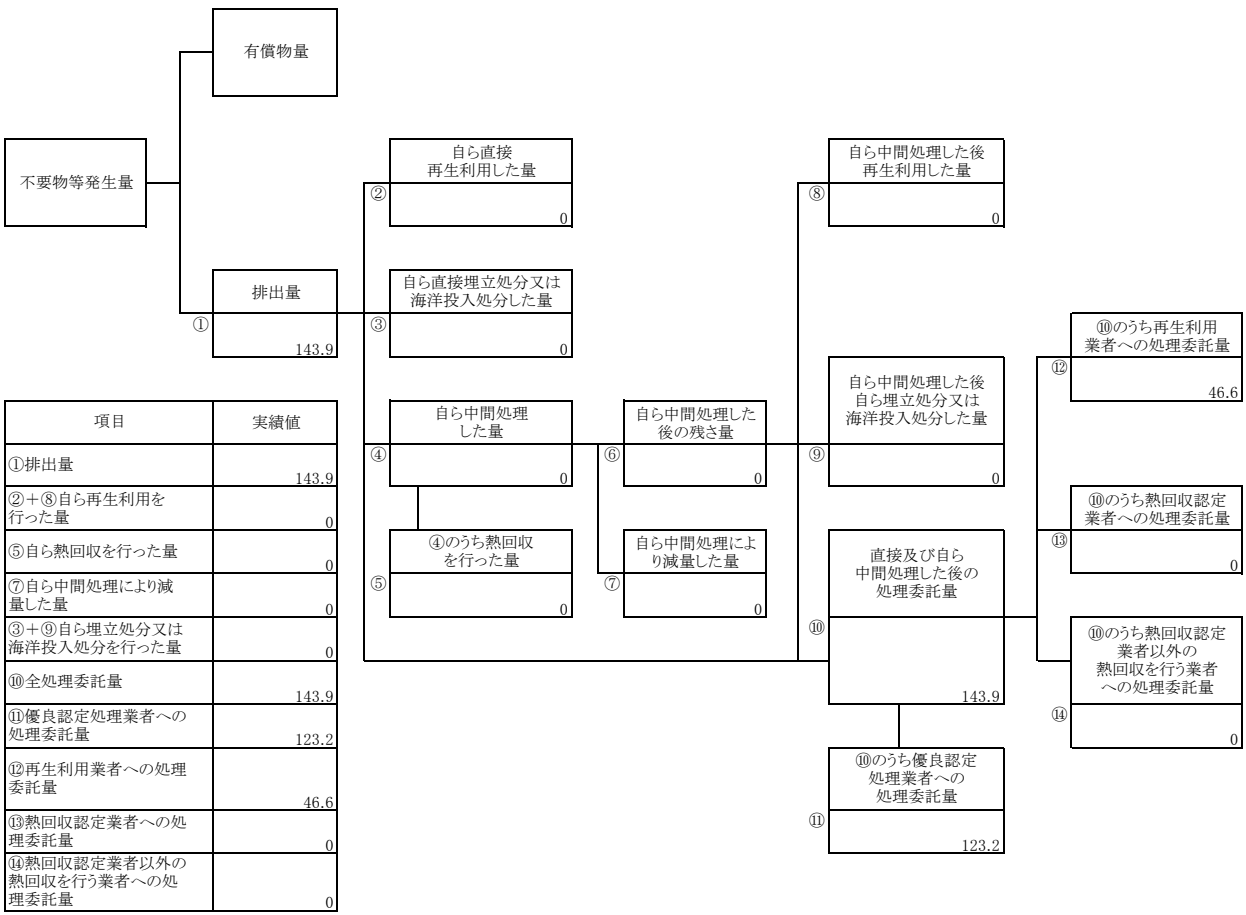 有償物量
不要物等発生量
自ら直接
再生利用した量
②
0
自ら中間処理した後
再生利用した量
⑧
0
排出量
①
143.9
自ら直接埋立処分又は
海洋投入処分した量
③
0
⑩のうち再生利用
業者への処理委託量
⑫
46.6
自ら中間処理
した量
④
0
自ら中間処理した
後の残さ量
⑥
0
自ら中間処理した後
自ら埋立処分又は
海洋投入処分した量
⑨
0
⑩のうち熱回収認定
業者への処理委託量
⑬
0
④のうち熱回収
を行った量
⑤
0
自ら中間処理によ
り減量した量
⑦
0
直接及び自ら
中間処理した後の
処理委託量
⑩
143.9
⑩のうち熱回収認定
業者以外の
熱回収を行う業者
への処理委託量
⑭
0
⑩のうち優良認定
処理業者への
処理委託量
⑪
123.2
項目 実績値
①排出量
143.9
②+⑧自ら再生利用を
行った量 0
⑤自ら熱回収を行った量
0
⑦自ら中間処理により減
量した量 0
③+⑨自ら埋立処分又は
海洋投入処分を行った量 0
⑩全処理委託量
143.9
⑪優良認定処理業者への
処理委託量 123.2
⑫再生利用業者への処理
委託量
46.6
⑬熱回収認定業者への処
理委託量 0
⑭熱回収認定業者以外の
熱回収を行う業者への処
理委託量 0